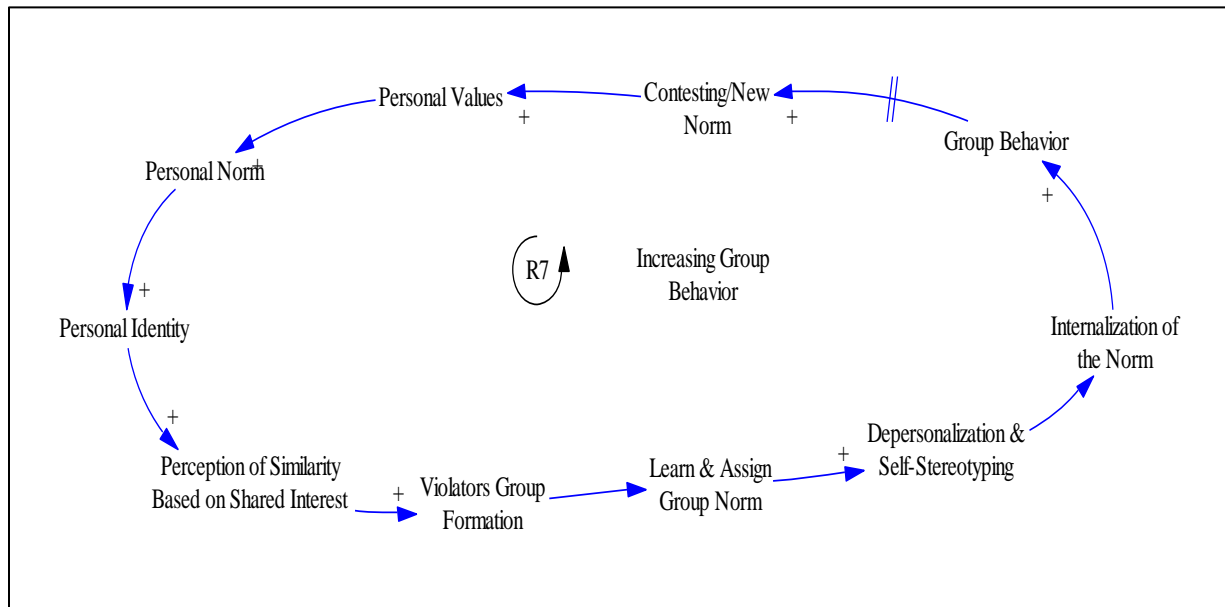 Personal Values
+
Contesting/New
Norm
+
Group Behavior
+
Personal Norm
+
R7
Increasing Group
Behavior
+
Personal Identity
Internalization of
the Norm
+
Perception of Similarity
Based on Shared Interest
+
Violators Group
Formation
Learn & Assign
Group Norm
+
Depersonalization &
Self-Stereotyping